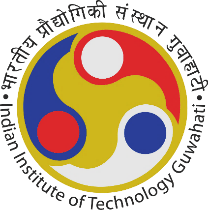 भारतीय प्रौद्योगिकी संस्थान गुवाहाटी
Indian Institute of Technology Guwahati